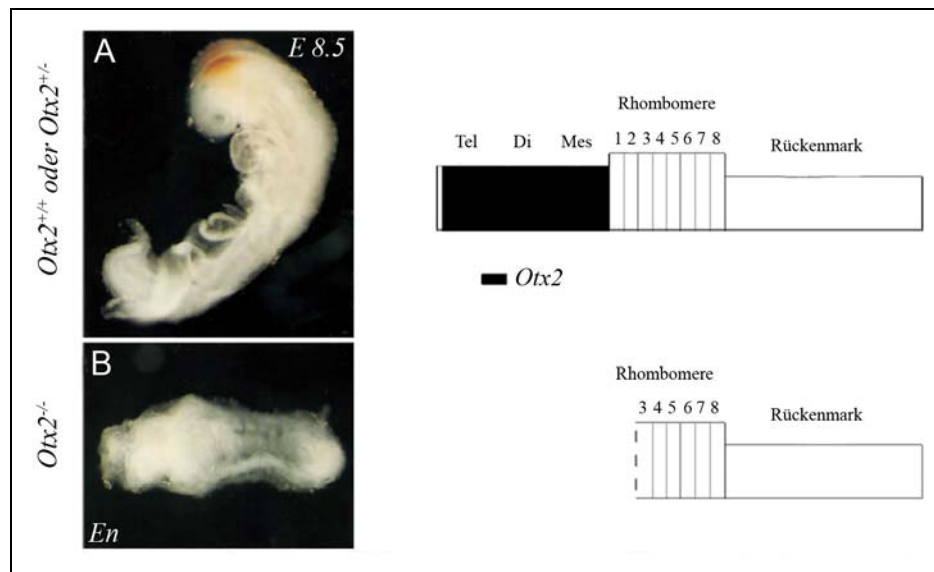 A
E 8.5
Otx2+/+ oder Otx2+/-
Rhombomere
Tel Di Mes
1 2 3 4 5 6 7 8
Rückenmark
Otx2
B
Otx2-/-
En
Rhombomere
3 4 5 6 7 8
Rückenmark